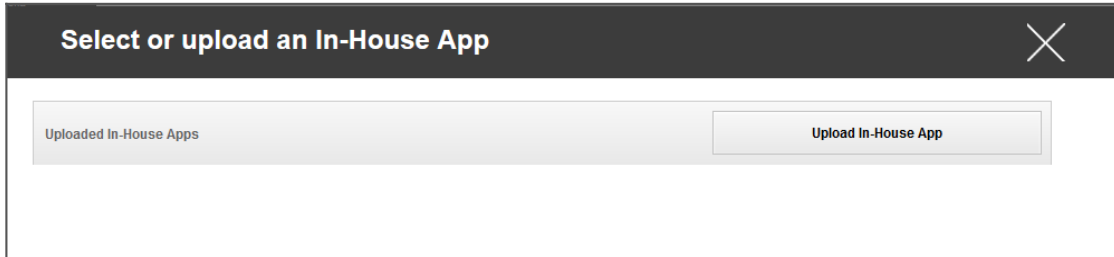 Select or upload an In-House App
Uploaded In-House Apps
Upload In-House App